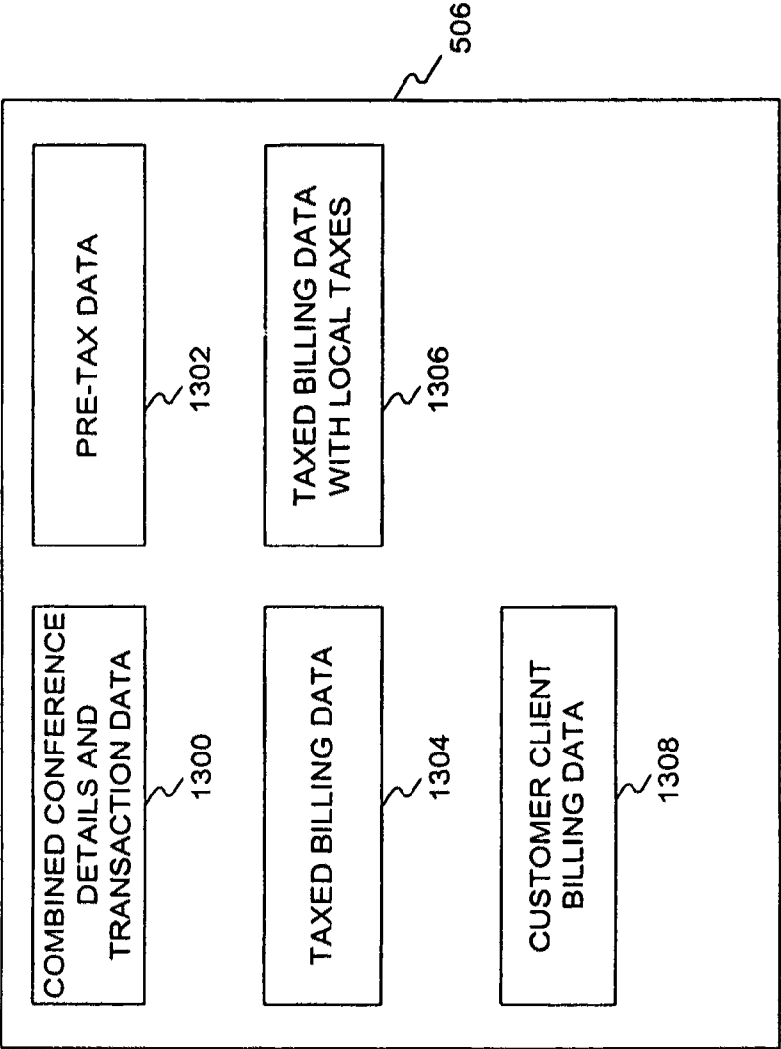 COMBINED CONFERENCE
DETAILS AND
TRANSACTION DATA
1300
PRE-TAX DATA
1302
TAXED BILLING DATA
1304
TAXED BILLING DATA
WITH LOCAL TAXES
1306
CUSTOMER CLIENT
BILLING DATA
1308
506